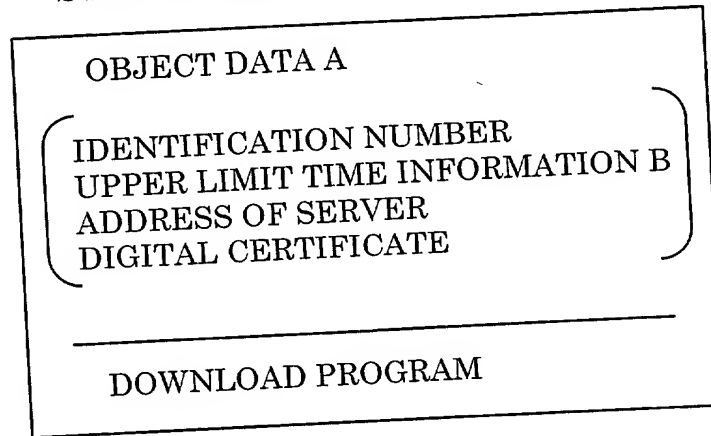 OBJECT DATA A
IDENTIFICATION NUMBER
UPPER LIMIT TIME INFORMATION B
ADDRESS OF SERVER
DIGITAL CERTIFICATE
DOWNLOAD PROGRAM